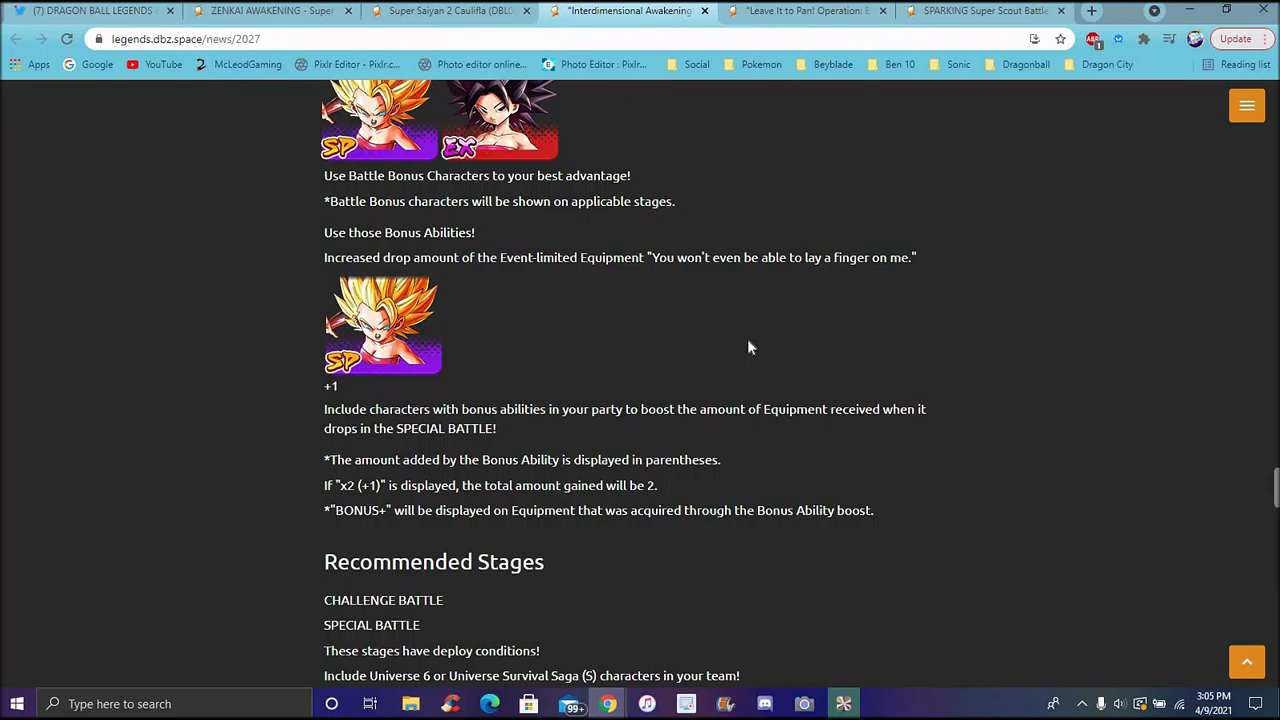 (7) DRAGON BALL LEGENDS
ZENKAI AWAKENING - Super
Super Saiyan 2 Caulifla (DBL0
"Interdimensional Awakening
"Leave It to Pan! Operation: E
SPARKING Super Scout Battle
legends.dbz.space/news/2027
ABP
1
Update
Apps
Google
YouTube
McLeodGaming
Pixlr Editor - Pixlr.c...
Photo editor online...
Photo Editor : Pixlr...
Social
Pokemon
Beyblade
Ben 10
Sonic
Dragonball
Dragon City
Reading list
SP
EX
Use Battle Bonus Characters to your best advantage!
*Battle Bonus characters will be shown on applicable stages.
Use those Bonus Abilities!
Increased drop amount of the Event-limited Equipment "You won't even be able to lay a finger on me."
SP
+1
Include characters with bonus abilities in your party to boost the amount of Equipment received when it
drops in the SPECIAL BATTLE!
*The amount added by the Bonus Ability is displayed in parentheses.
If "x2 (+1)" is displayed, the total amount gained will be 2.
*"BONUS+" will be displayed on Equipment that was acquired through the Bonus Ability boost.
Recommended Stages
CHALLENGE BATTLE
SPECIAL BATTLE
These stages have deploy conditions!
Include Universe 6 or Universe Survival Saga (S) characters in your team!
Type here to search
99+
3:05 PM
4/9/2021